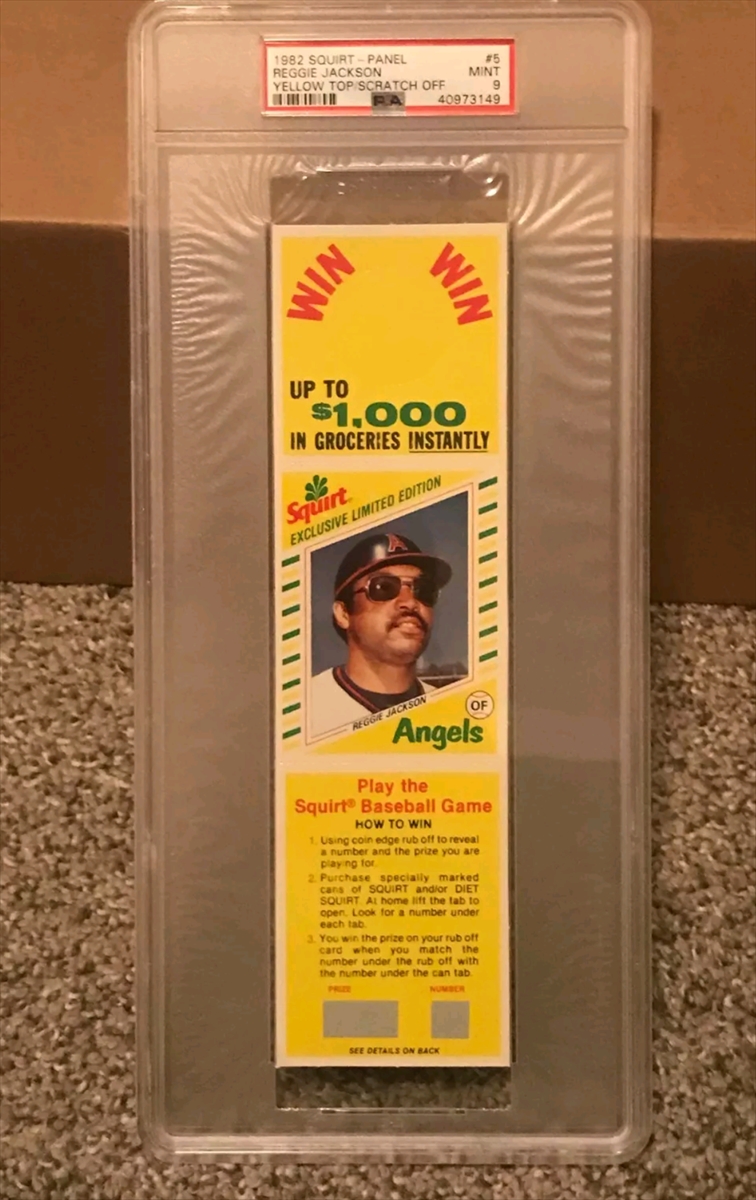 1982 SQUIRT - PANEL #5
REGGIE JACKSON MINT
YELLOW TOP/SCRATCH OFF 9
PSA 40973149
WIN WIN
UP TO
$1,000
IN GROCERIES INSTANTLY
Squirt
EXCLUSIVE LIMITED EDITION
A
REGGIE JACKSON
OF
Angels
Play the
Squirt® Baseball Game
HOW TO WIN
1. Using coin edge rub off to reveal
a number and the prize you are
playing for.
2. Purchase specially marked
cans of SQUIRT and/or DIET
SQUIRT. At home lift the tab to
open. Look for a number under
each tab.
3. You win the prize on your rub off
card when you match the
number under the rub off with
the number under the can tab.
PRIZE NUMBER
SEE DETAILS ON BACK